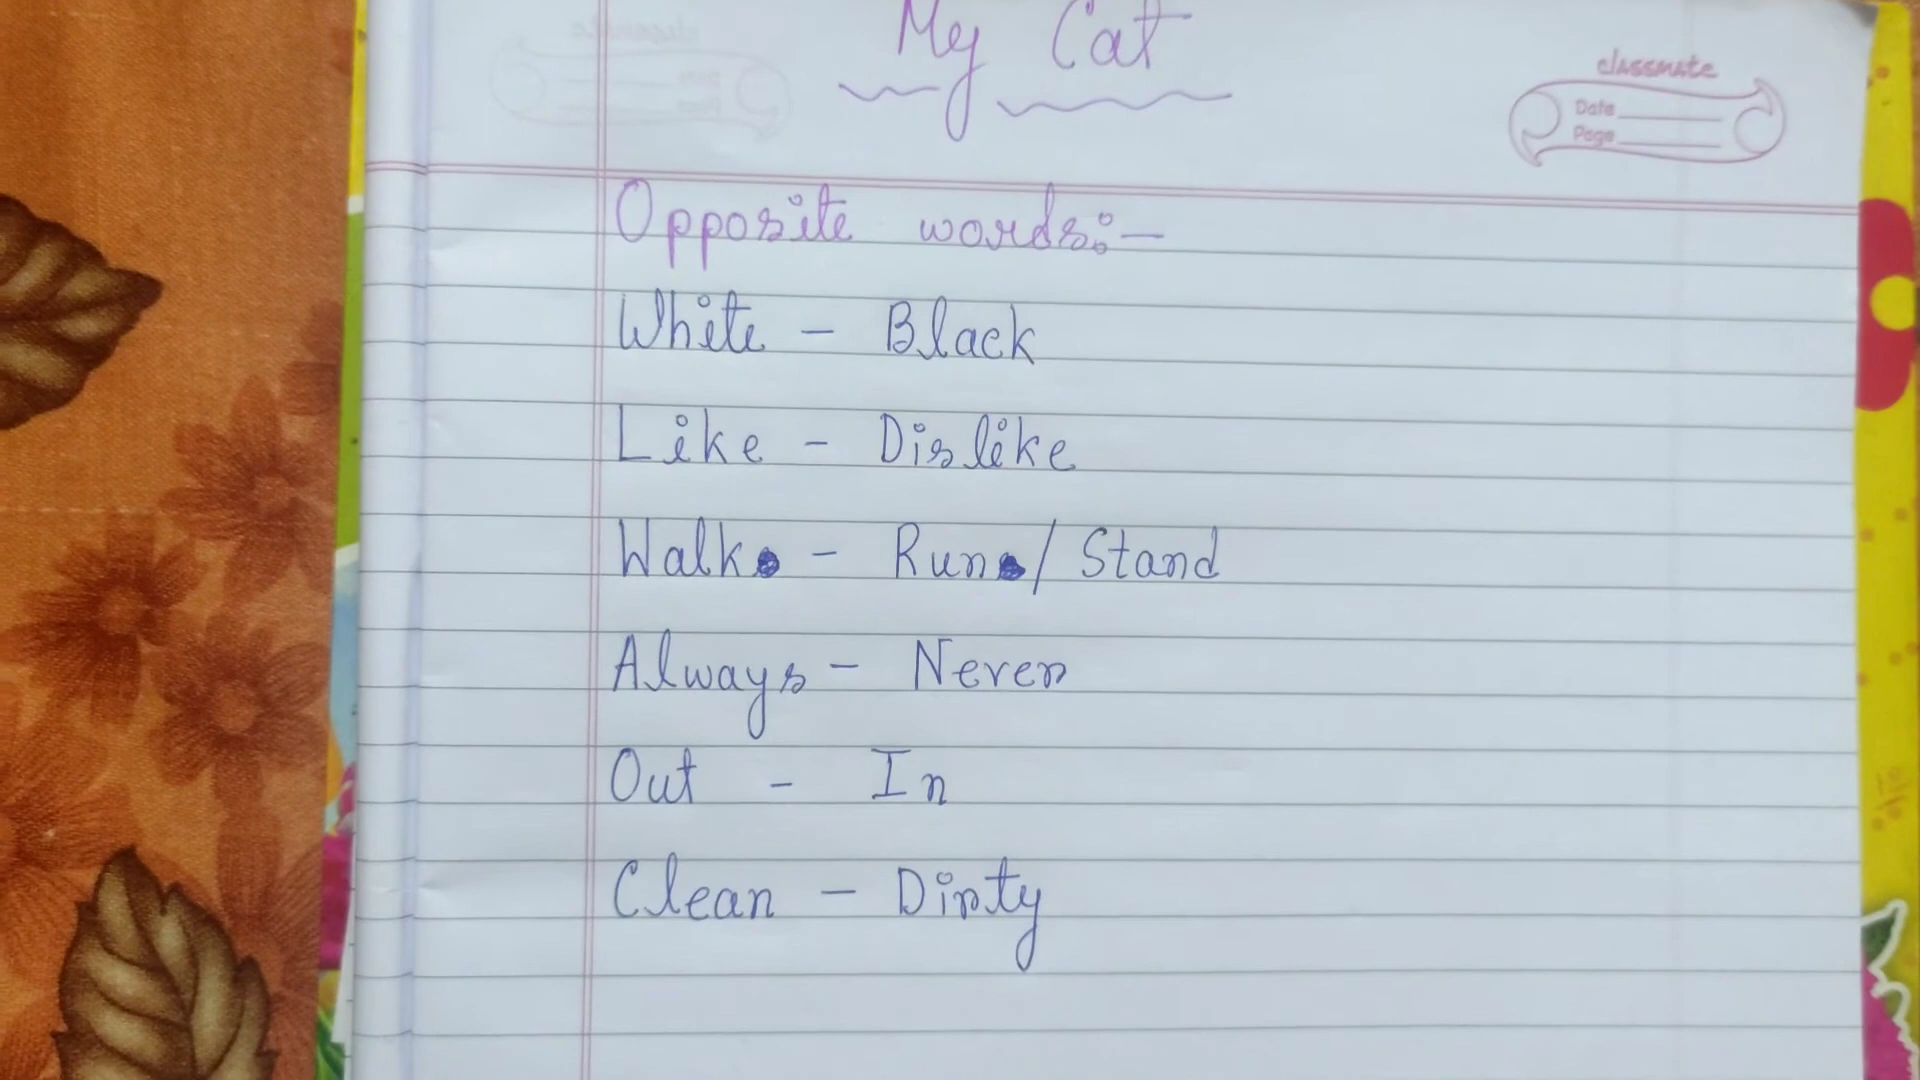 My Cat
classmate
Date
Page
Opposite words:-
White - Black
Like - Dislike
Walk - Run / Stand
Always - Never
Out - In
Clean - Dirty